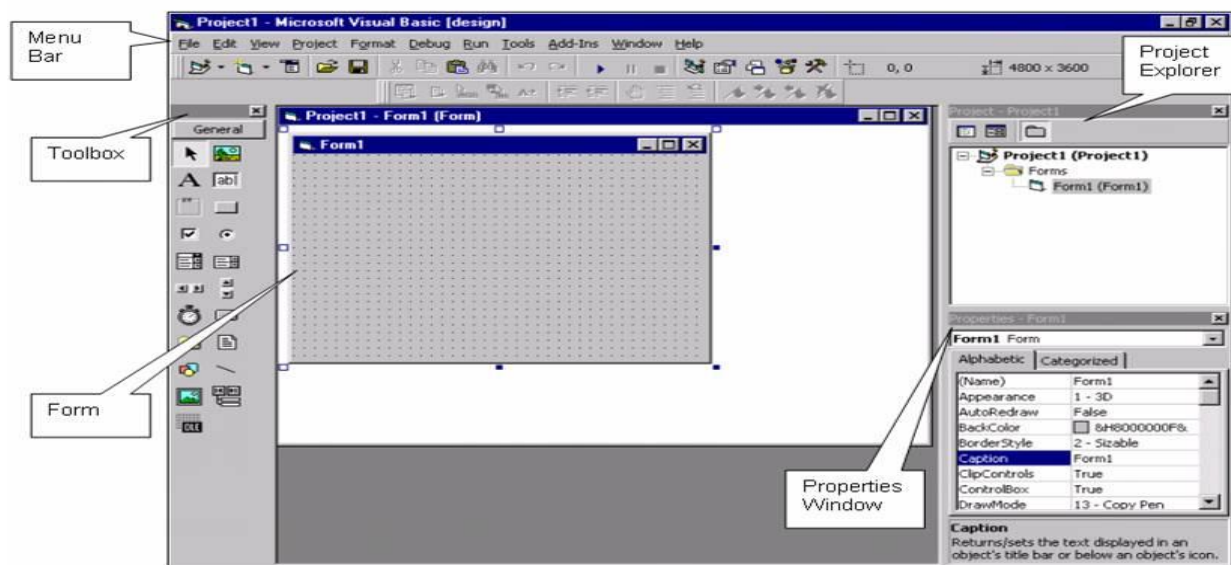 Project1 - Microsoft Visual Basic [design]
Menu
Bar
File Edit View Project Format Debug Run Tools Add-Ins Window Help
0, 0
4800 x 3600
Project
Explorer
Toolbox
General
A
ab
OLE
Project1 - Form1 (Form)
Form1
Project - Project1
Project1 (Project1)
Forms
Form1 (Form1)
Form
Properties
Window
Properties - Form1
Form1 Form
Alphabetic Categorized
(Name) Form1
Appearance 1 - 3D
AutoRedraw False
BackColor &H8000000F&
BorderStyle 2 - Sizable
Caption Form1
ClipControls True
ControlBox True
DrawMode 13 - Copy Pen
Caption
Returns/sets the text displayed in an
object's title bar or below an object's icon.